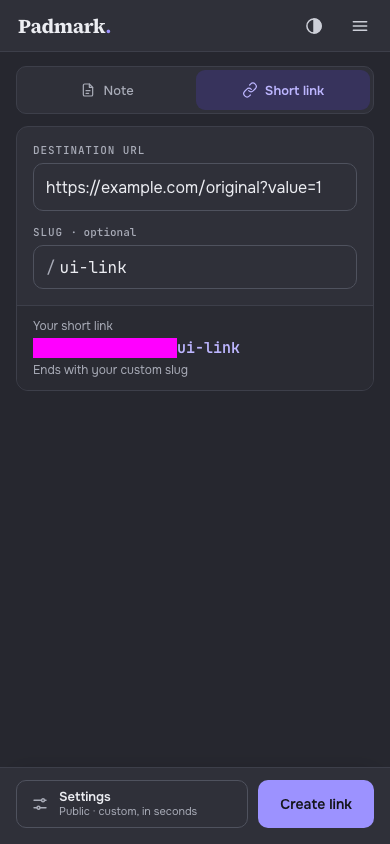 Padmark.
Note
Short link
DESTINATION URL
https://example.com/original?value=1
SLUG · optional
/ ui-link
Your short link
ui-link
Ends with your custom slug
Settings
Public · custom, in seconds
Create link